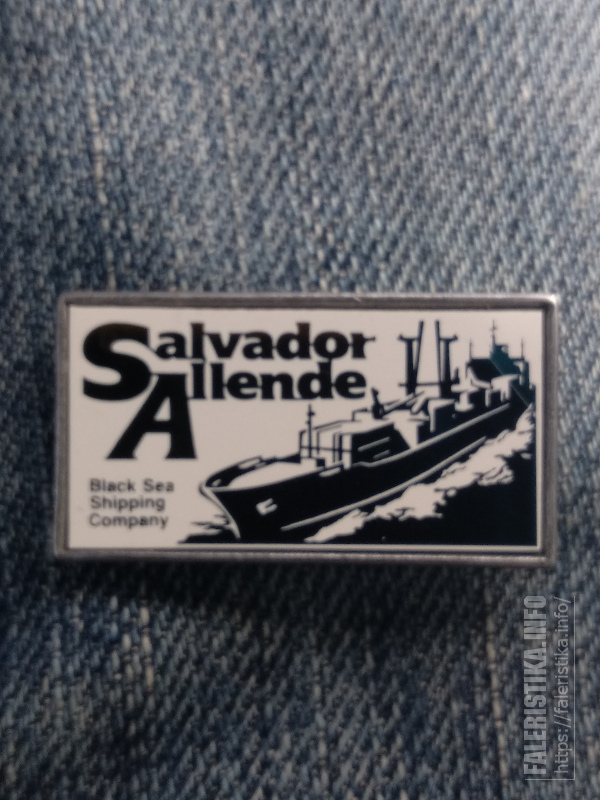 Salvador
Allende
Black Sea
Shipping
Company
FALERISTIKA.INFO
https://faleristika.info/